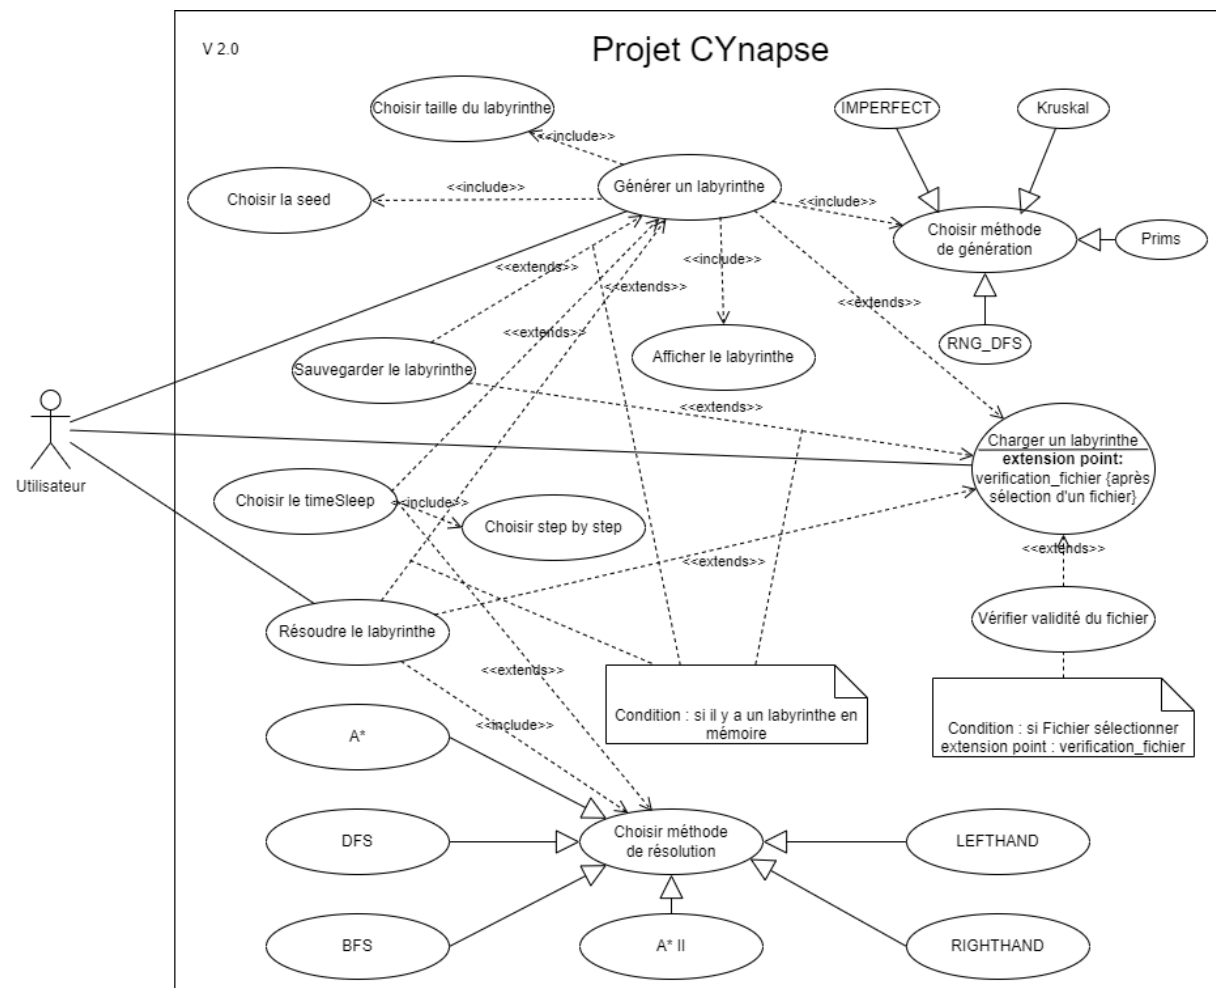 V 2.0
Projet CYnapse
Choisir taille du labyrinthe
IMPERFECT
Kruskal
<<include>>
Générer un labyrinthe
<<include>>
Choisir la seed
<<include>>
Choisir méthode
de génération
Prims
<<extends>>
<<include>>
<<extends>>
<<extends>>
<<extends>>
RNG_DFS
Sauvegarder le labyrinthe
Afficher le labyrinthe
<<extends>>
Charger un labyrinthe
extension point:
verification_fichier {après
sélection d'un fichier}
Utilisateur
Choisir le timeSleep
<<include>>
Choisir step by step
<<extends>>
<<extends>>
Résoudre le labyrinthe
Vérifier validité du fichier
<<extends>>
Condition : si il y a un labyrinthe en
mémoire
Condition : si Fichier sélectionner
extension point : verification_fichier
<<include>>
A*
Choisir méthode
de résolution
DFS
LEFTHAND
BFS
A* II
RIGHTHAND